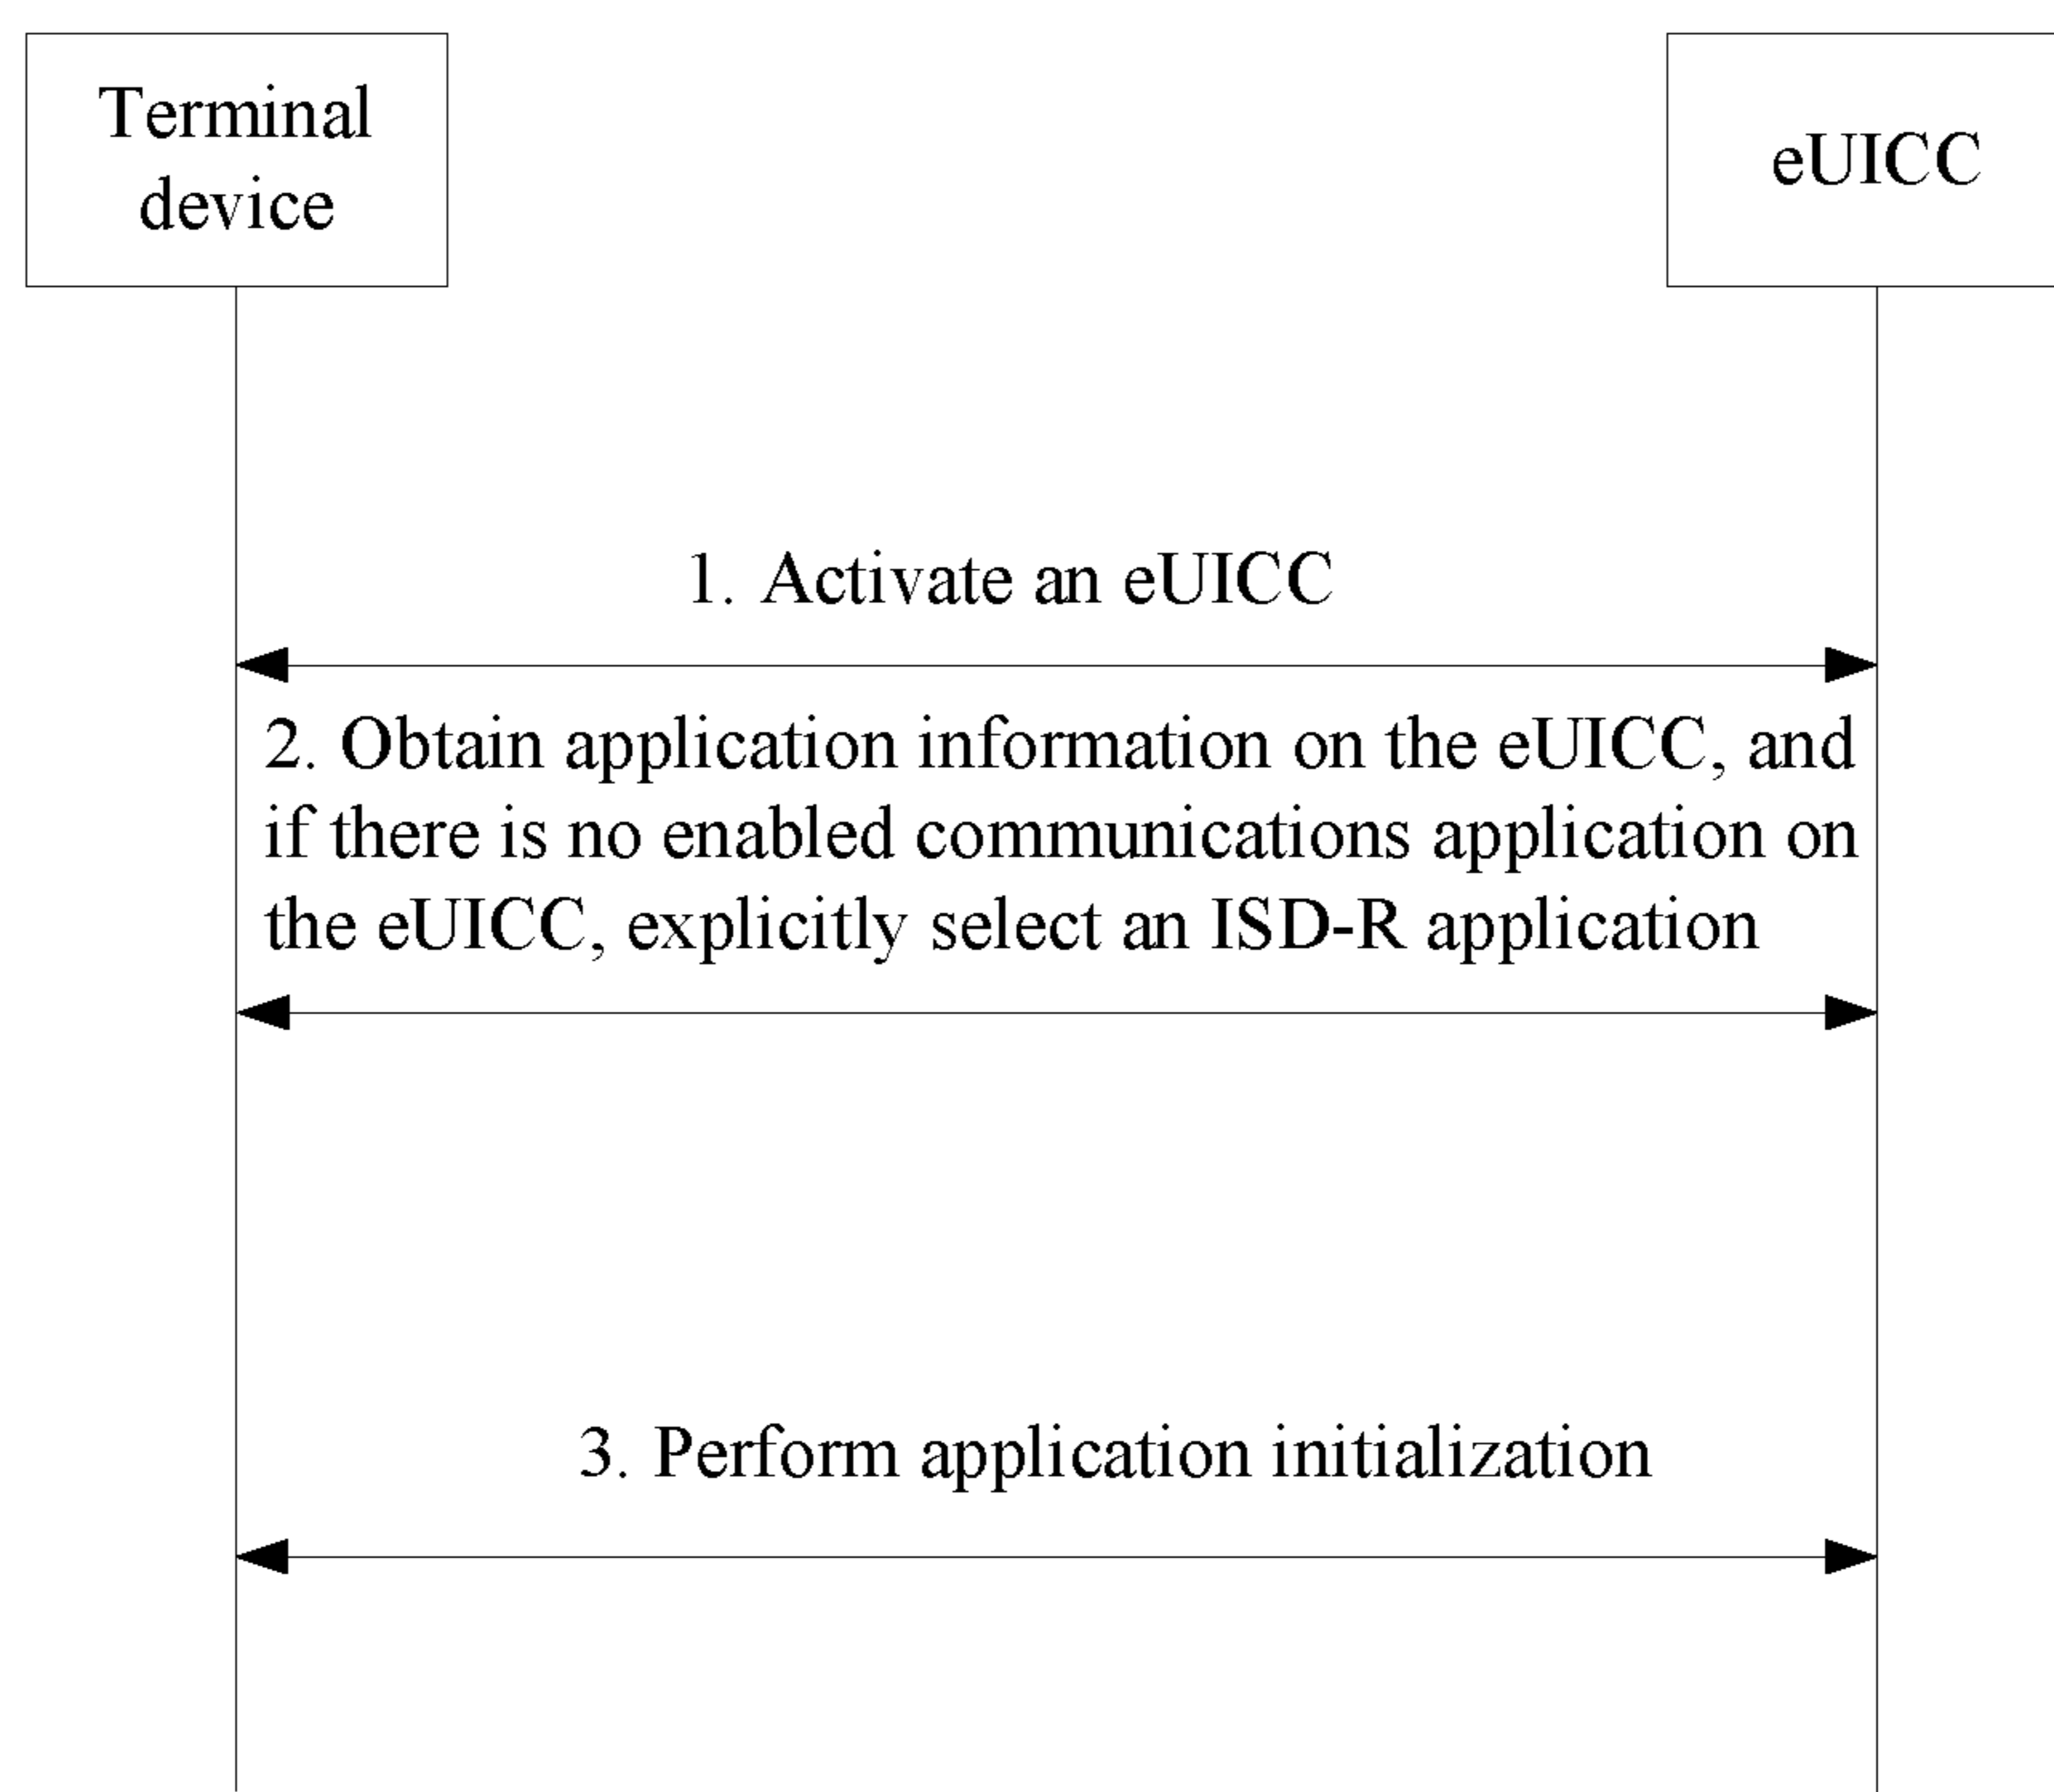 Terminal
device
eUICC
1. Activate an eUICC
2. Obtain application information on the eUICC, and
if there is no enabled communications application on
the eUICC, explicitly select an ISD-R application
3. Perform application initialization